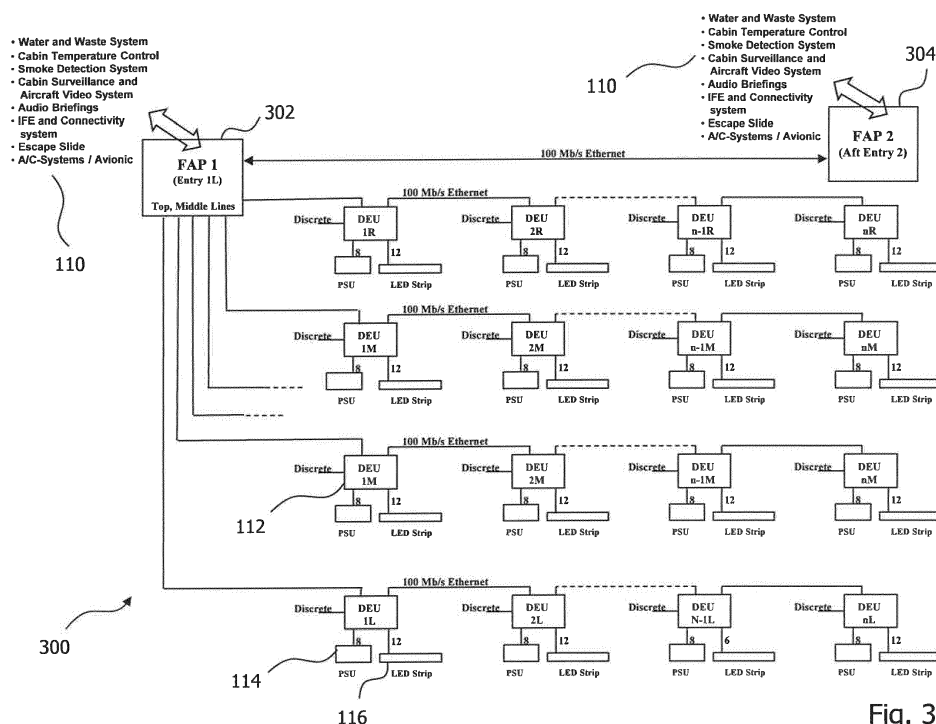 • Water and Waste System
• Cabin Temperature Control
• Smoke Detection System
• Cabin Surveillance and
Aircraft Video System
• Audio Briefings
• IFE and Connectivity
system
• Escape Slide
• A/C-Systems / Avionic
110
302
FAP 1
(Entry 1L)
Top, Middle Lines
• Water and Waste System
• Cabin Temperature Control
• Smoke Detection System
• Cabin Surveillance and
Aircraft Video System
• Audio Briefings
• IFE and Connectivity
system
• Escape Slide
• A/C-Systems / Avionic
110
304
FAP 2
(Aft Entry 2)
100 Mb/s Ethernet
100 Mb/s Ethernet
Discrete DEU Discrete DEU Discrete DEU Discrete DEU
1R 2R n-1R nR
8 12 8 12 8 12 8 12
PSU LED Strip PSU LED Strip PSU LED Strip PSU LED Strip
100 Mb/s Ethernet
Discrete DEU Discrete DEU Discrete DEU Discrete DEU
1M 2M n-1M nM
8 12 8 12 8 12 8 12
PSU LED Strip PSU LED Strip PSU LED Strip PSU LED Strip
100 Mb/s Ethernet
Discrete DEU Discrete DEU Discrete DEU Discrete DEU
1M 2M n-1M nM
112
8 12 8 12 8 12 8 12
PSU LED Strip PSU LED Strip PSU LED Strip PSU LED Strip
100 Mb/s Ethernet
Discrete DEU Discrete DEU Discrete DEU Discrete DEU
1L 2L N-1L nL
300
8 12 8 12 8 6 8 12
114
PSU LED Strip PSU LED Strip PSU LED Strip PSU LED Strip
116
Fig. 3